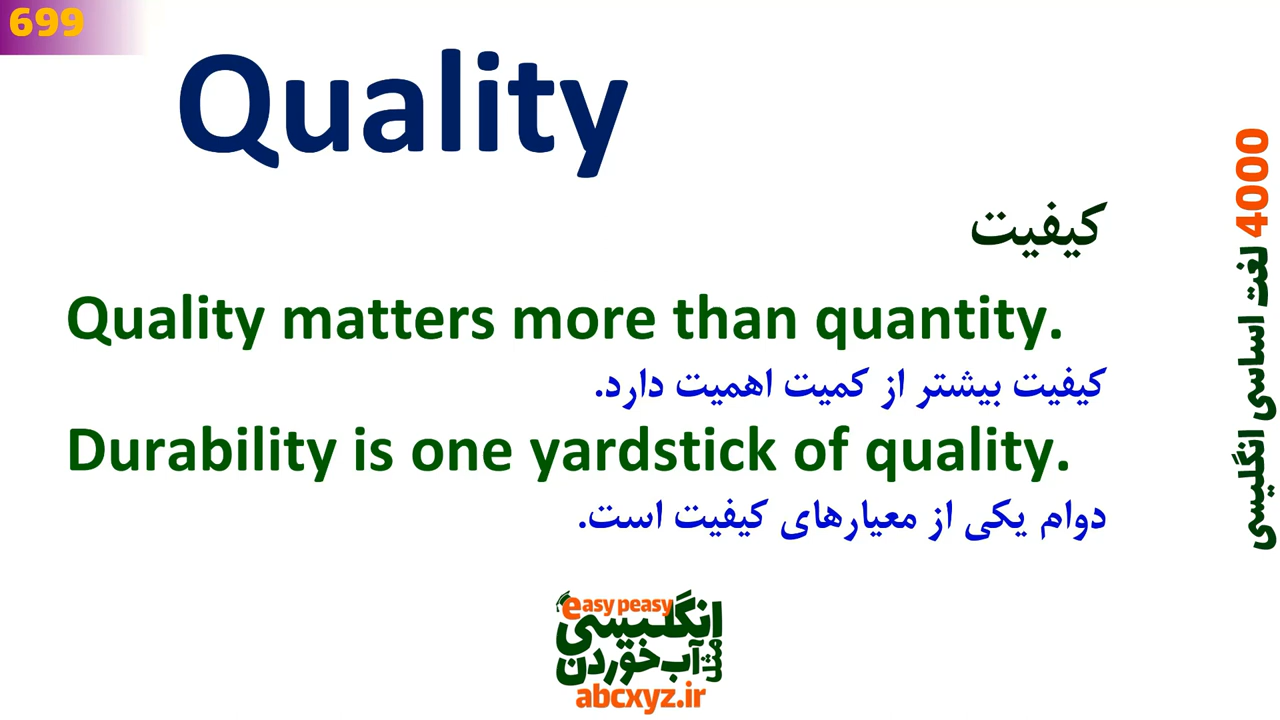 699
Quality
کیفیت
Quality matters more than quantity.
کیفیت بیشتر از کمیت اهمیت دارد.
Durability is one yardstick of quality.
دوام یکی از معیارهای کیفیت است.
4000 لغت اساسی انگلیسی
easy peasy
انگلیسی
مثل آب خوردن
abcxyz.ir